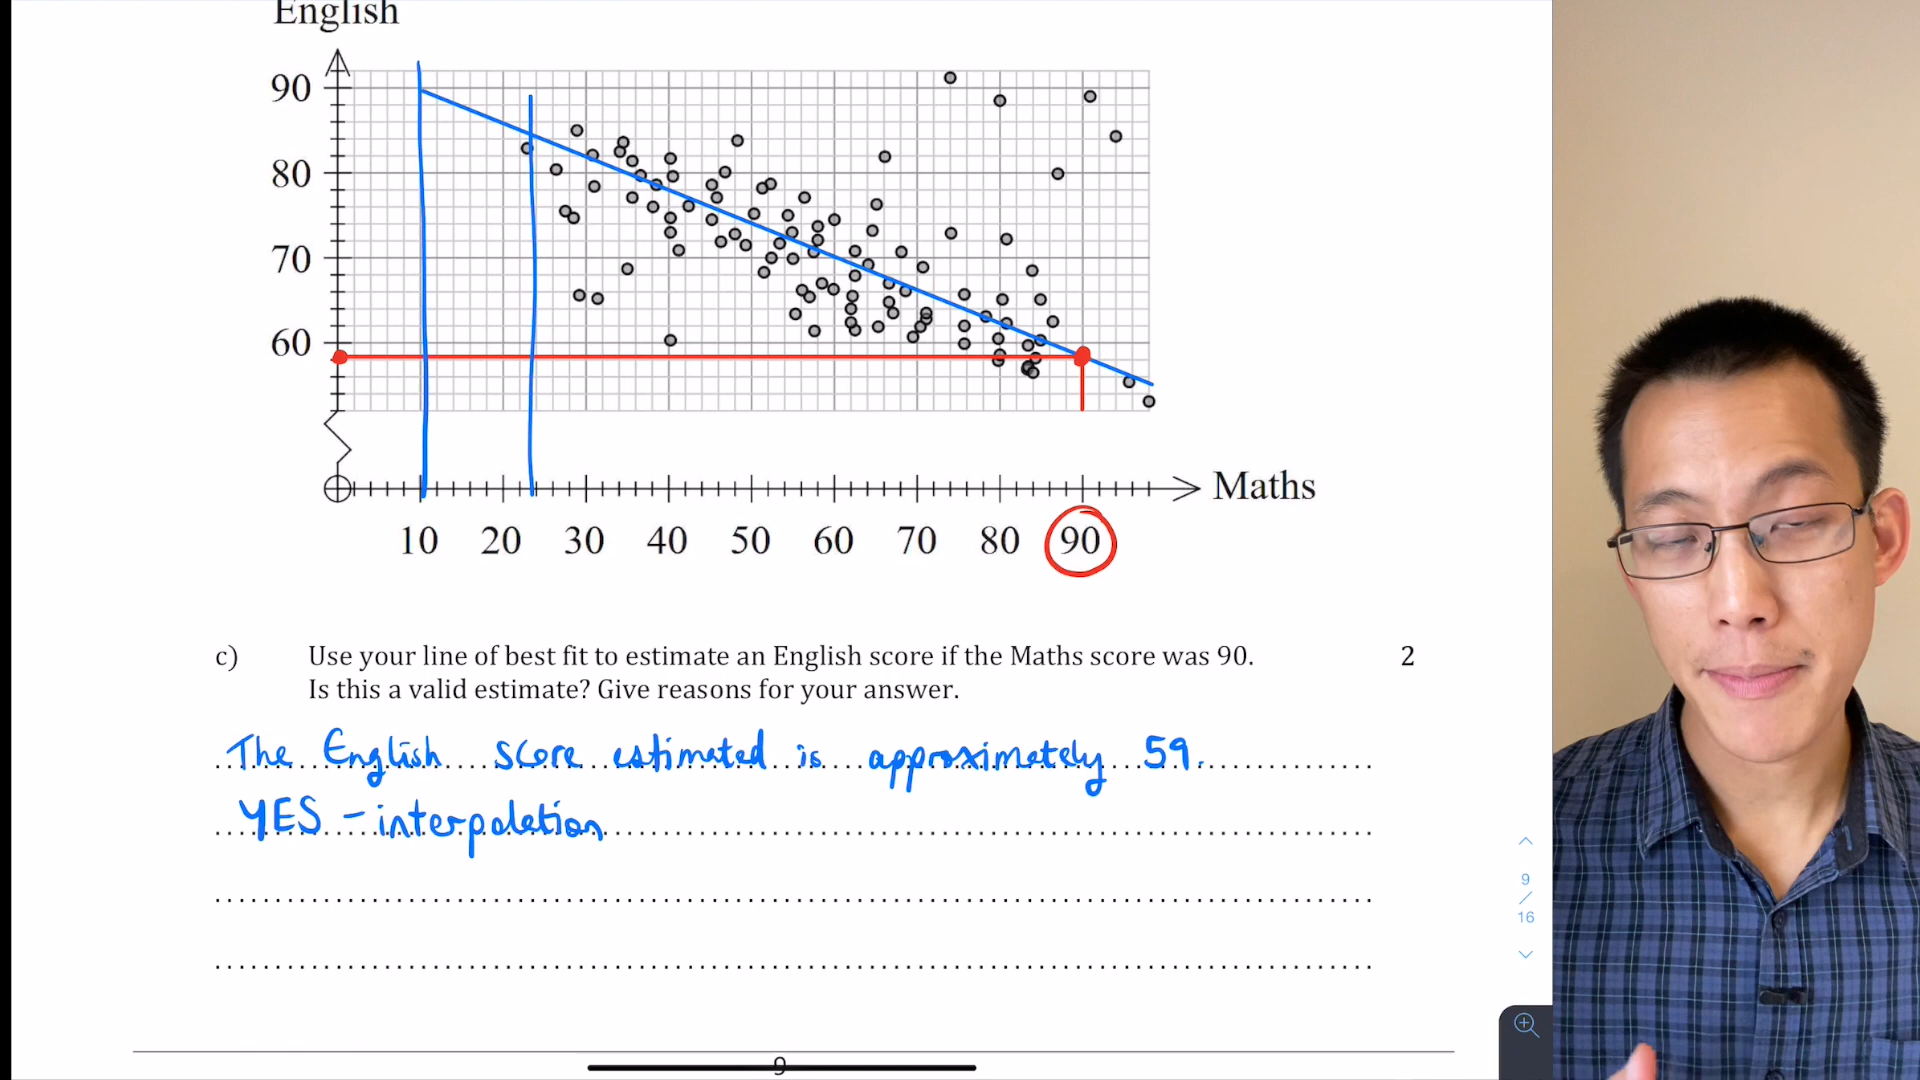 English
90
80
70
60
Maths
10 20 30 40 50 60 70 80 90
c) Use your line of best fit to estimate an English score if the Maths score was 90. 2
Is this a valid estimate? Give reasons for your answer.
The English score estimated is approximately 59.
YES - interpolation
9
/
16
9